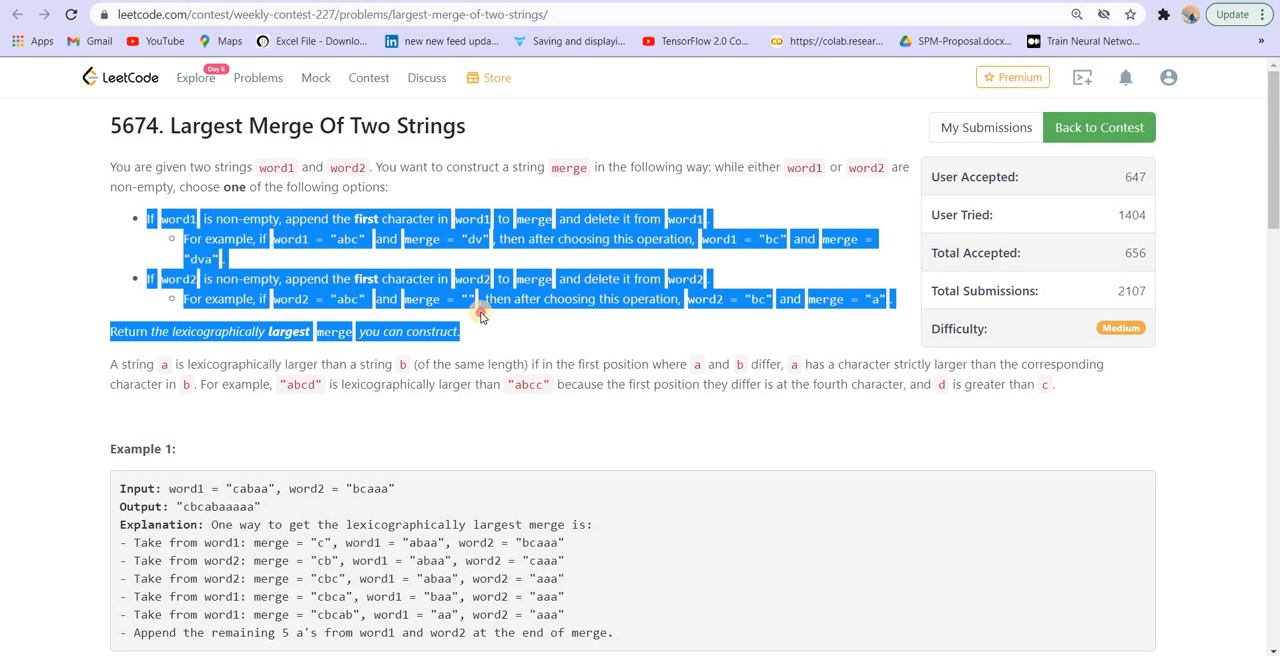 leetcode.com/contest/weekly-contest-227/problems/largest-merge-of-two-strings/
Update
Apps Gmail YouTube Maps Excel File - Downlo... new new feed upda... Saving and displayi... TensorFlow 2.0 Co... https://colab.resear... SPM-Proposal.docx... Train Neural Netwo... »
LeetCode Explore Day 6 Problems Mock Contest Discuss Store Premium
5674. Largest Merge Of Two Strings
My Submissions Back to Contest
You are given two strings word1 and word2. You want to construct a string merge in the following way: while either word1 or word2 are
non-empty, choose one of the following options:
• If word1 is non-empty, append the first character in word1 to merge and delete it from word1.
○ For example, if word1 = "abc" and merge = "dv", then after choosing this operation, word1 = "bc" and merge =
"dva".
• If word2 is non-empty, append the first character in word2 to merge and delete it from word2.
○ For example, if word2 = "abc" and merge = "", then after choosing this operation, word2 = "bc" and merge = "a".
Return the lexicographically largest merge you can construct.
A string a is lexicographically larger than a string b (of the same length) if in the first position where a and b differ, a has a character strictly larger than the corresponding
character in b. For example, "abcd" is lexicographically larger than "abcc" because the first position they differ is at the fourth character, and d is greater than c.
User Accepted: 647
User Tried: 1404
Total Accepted: 656
Total Submissions: 2107
Difficulty: Medium
Example 1:
Input: word1 = "cabaa", word2 = "bcaaa"
Output: "cbcabaaaaa"
Explanation: One way to get the lexicographically largest merge is:
- Take from word1: merge = "c", word1 = "abaa", word2 = "bcaaa"
- Take from word2: merge = "cb", word1 = "abaa", word2 = "caaa"
- Take from word2: merge = "cbc", word1 = "abaa", word2 = "aaa"
- Take from word1: merge = "cbca", word1 = "baa", word2 = "aaa"
- Take from word1: merge = "cbcab", word1 = "aa", word2 = "aaa"
- Append the remaining 5 a's from word1 and word2 at the end of merge.